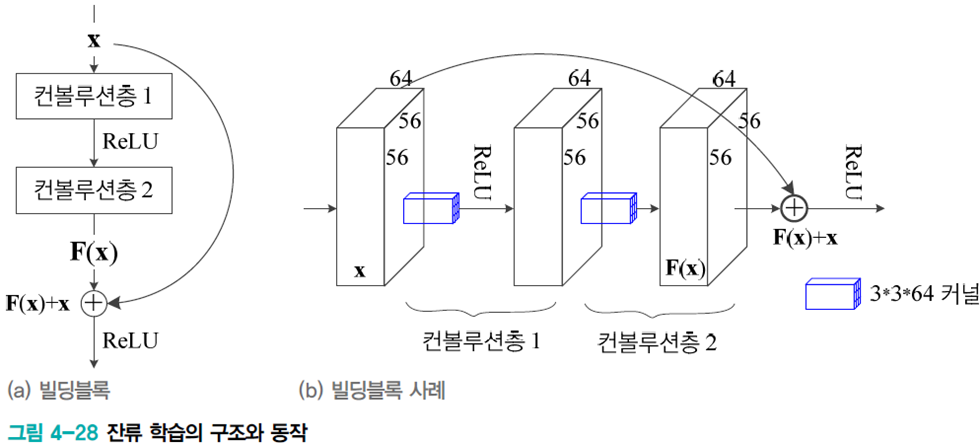 x
컨볼루션층 1
ReLU
컨볼루션층 2
F(x)
F(x)+x
ReLU
(a) 빌딩블록
64
56
56
x
ReLU
64
56
56
64
56
56
F(x)
F(x)+x
ReLU
3*3*64 커널
컨볼루션층 1
컨볼루션층 2
(b) 빌딩블록 사례
그림 4-28 잔류 학습의 구조와 동작